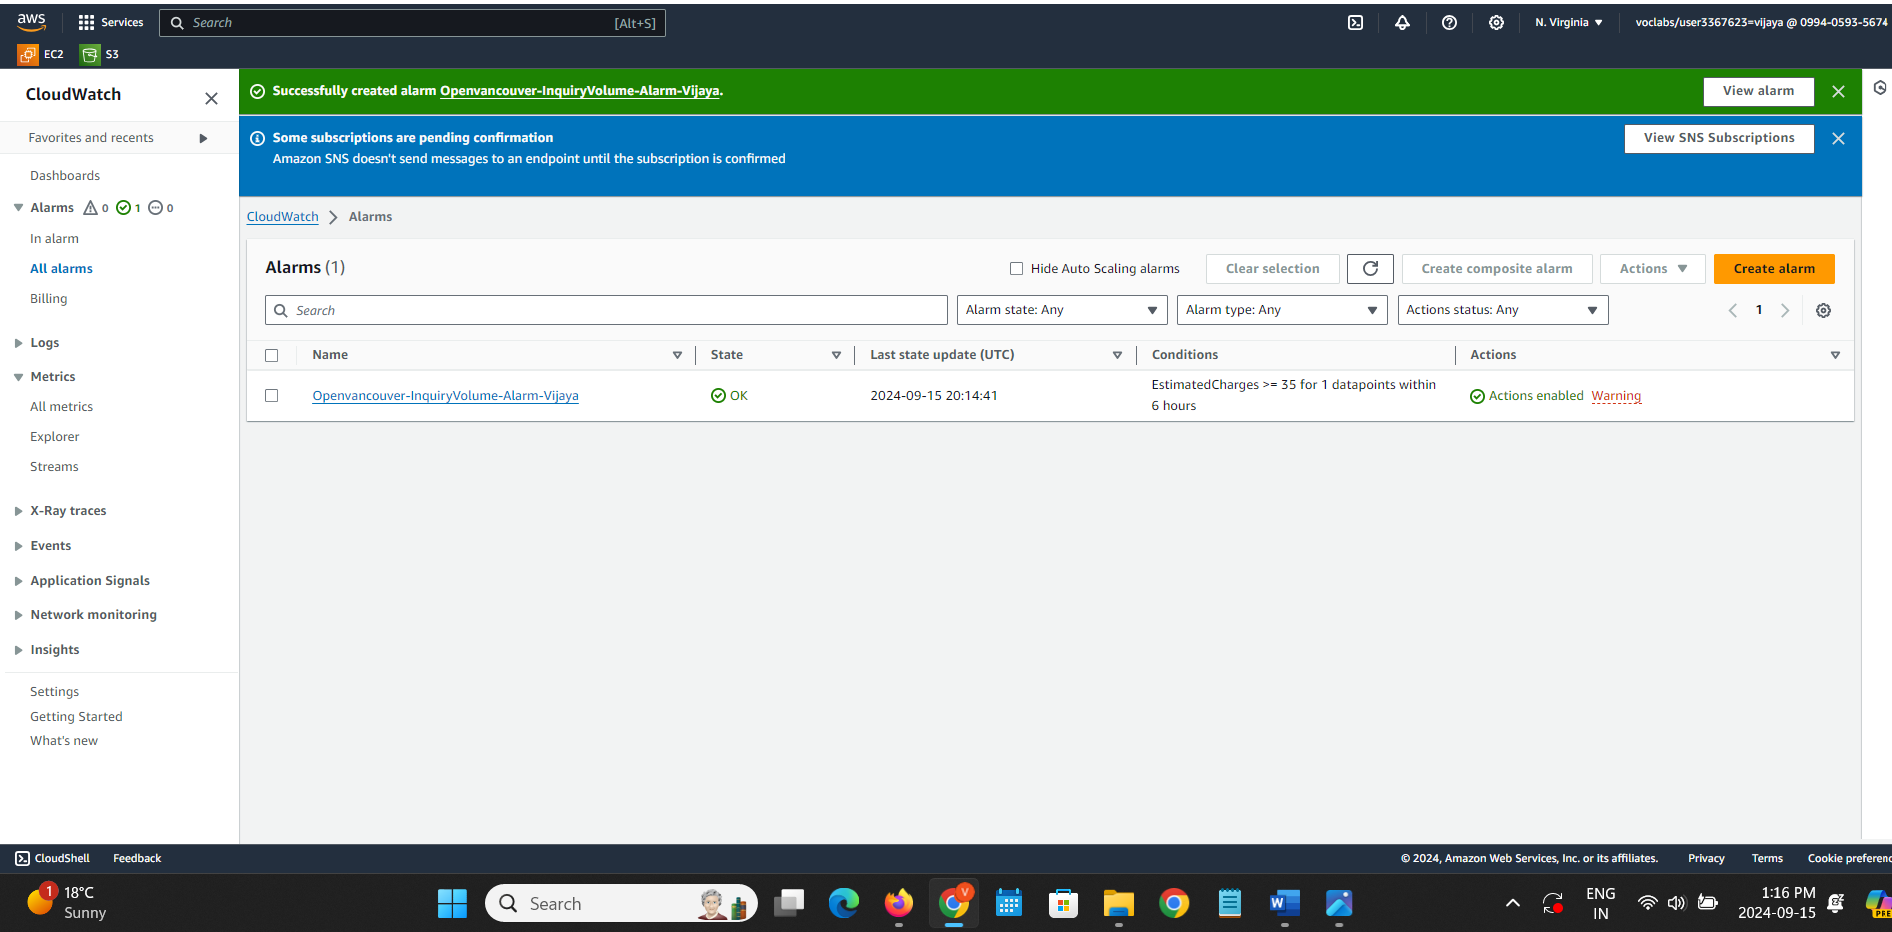 aws
Services
Search
[Alt+S]
N. Virginia
voclabs/user3367623=vijaya @ 0994-0593-5674
EC2
S3
CloudWatch
Favorites and recents
Dashboards
Alarms 0 1 0
In alarm
All alarms
Billing
Logs
Metrics
All metrics
Explorer
Streams
X-Ray traces
Events
Application Signals
Network monitoring
Insights
Settings
Getting Started
What's new
Successfully created alarm Openvancouver-InquiryVolume-Alarm-Vijaya.
View alarm
Some subscriptions are pending confirmation
Amazon SNS doesn't send messages to an endpoint until the subscription is confirmed
View SNS Subscriptions
CloudWatch
Alarms
Alarms (1)
Hide Auto Scaling alarms
Clear selection
Create composite alarm
Actions
Create alarm
Search
Alarm state: Any
Alarm type: Any
Actions status: Any
1
Name
State
Last state update (UTC)
Conditions
Actions
Openvancouver-InquiryVolume-Alarm-Vijaya
OK
2024-09-15 20:14:41
EstimatedCharges >= 35 for 1 datapoints within
6 hours
Actions enabled
Warning
CloudShell
Feedback
© 2024, Amazon Web Services, Inc. or its affiliates.
Privacy
Terms
Cookie preferenc
1
18°C
Sunny
Search
V
W
ENG
IN
1:16 PM
2024-09-15
PRE